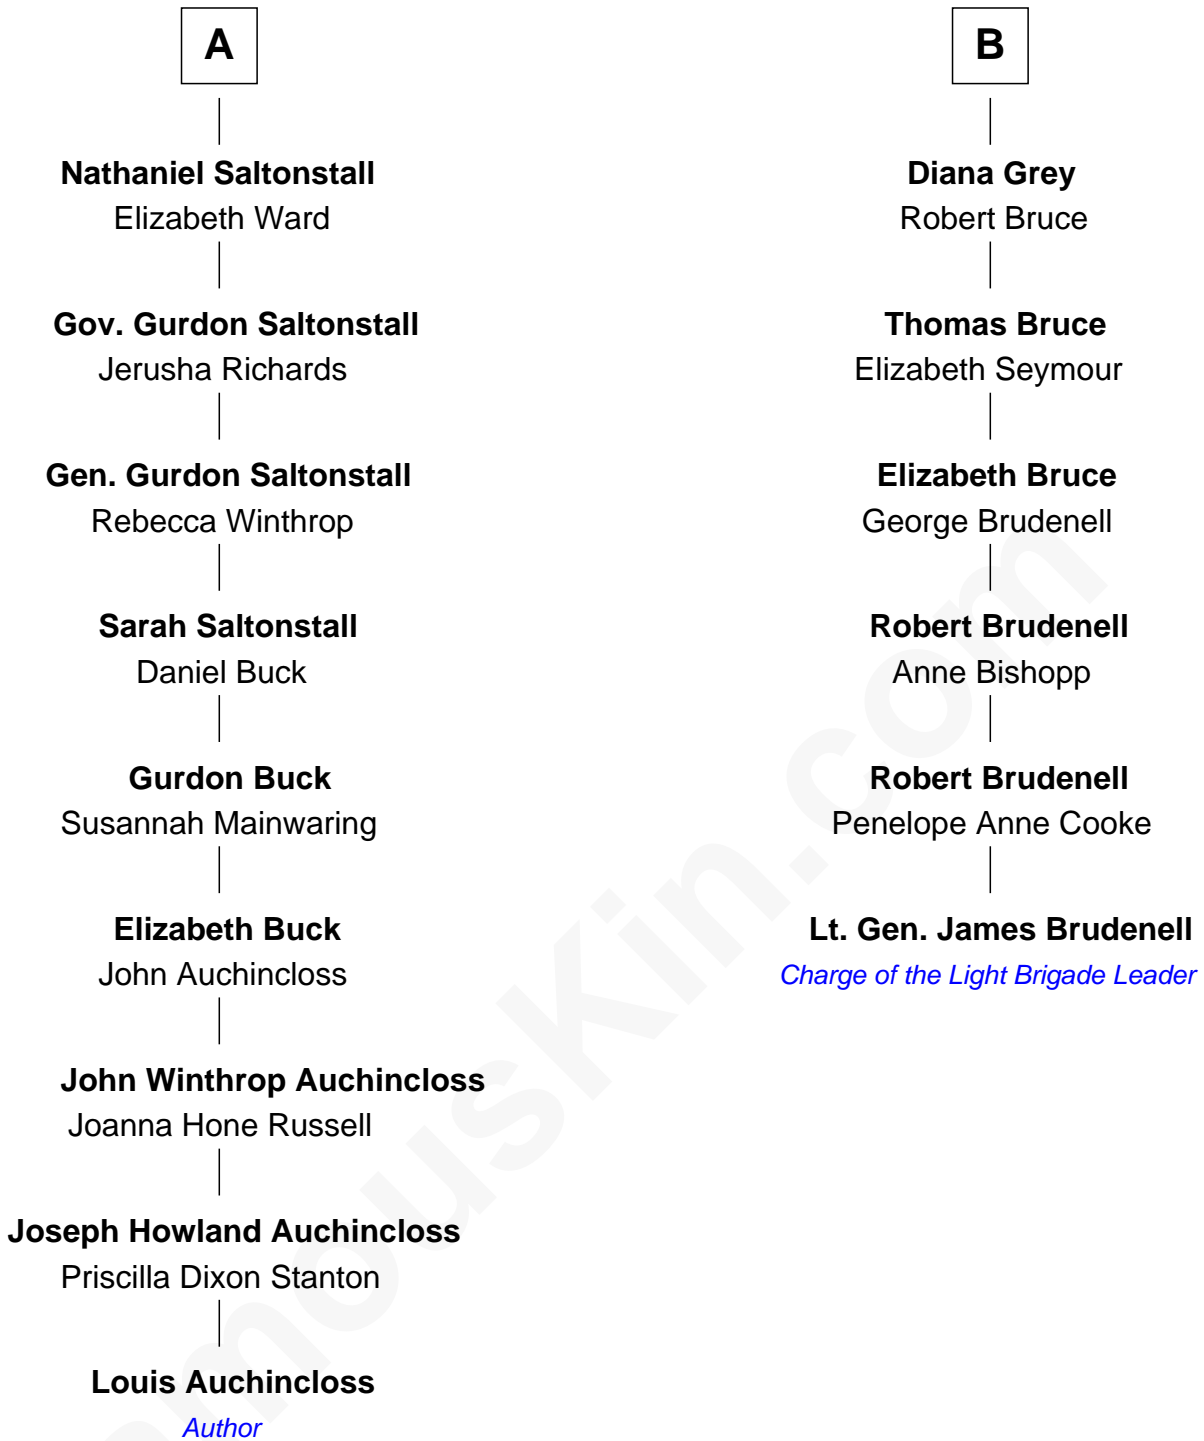 A
Nathaniel Saltonstall
Elizabeth Ward
Gov. Gurdon Saltonstall
Jerusha Richards
Gen. Gurdon Saltonstall
Rebecca Winthrop
Sarah Saltonstall
Daniel Buck
Gurdon Buck
Susannah Mainwaring
Elizabeth Buck
John Auchincloss
John Winthrop Auchincloss
Joanna Hone Russell
Joseph Howland Auchincloss
Priscilla Dixon Stanton
Louis Auchincloss
Author
B
Diana Grey
Robert Bruce
Thomas Bruce
Elizabeth Seymour
Elizabeth Bruce
George Brudenell
Robert Brudenell
Anne Bishopp
Robert Brudenell
Penelope Anne Cooke
Lt. Gen. James Brudenell
Charge of the Light Brigade Leader
amouskin.com